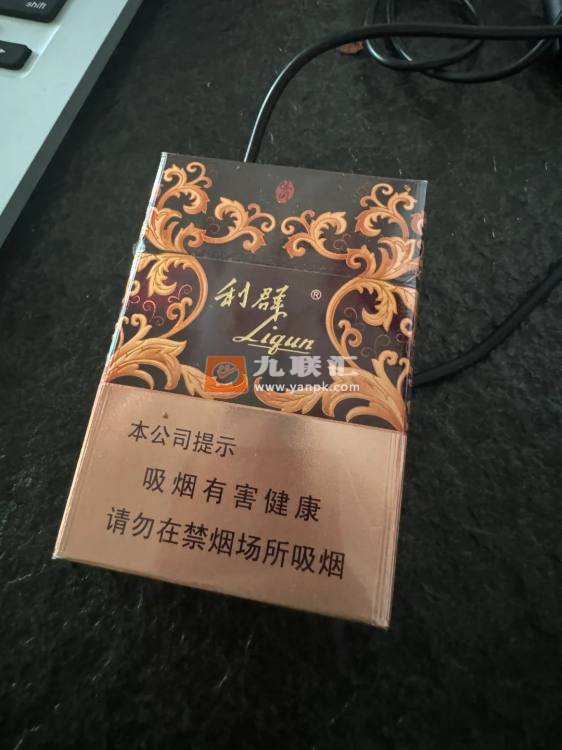 shift
利群®
Liqun
九联汇
www.yanpk.com
本公司提示
吸烟有害健康
请勿在禁烟场所吸烟